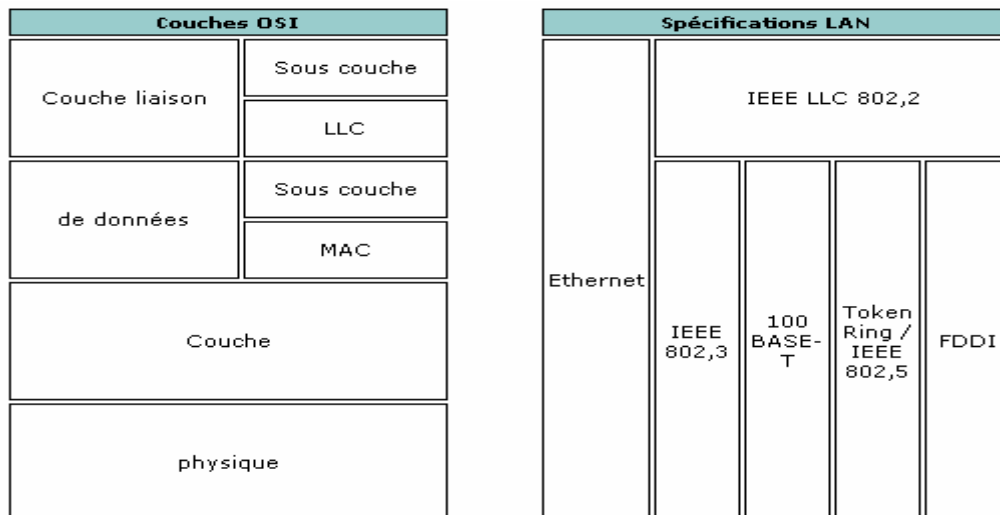 Couches OSI
Couche liaison
Sous couche
LLC
de données
Sous couche
MAC
Couche
physique
Spécifications LAN
Ethernet
IEEE LLC 802,2
IEEE
802,3
100
BASE-
T
Token
Ring /
IEEE
802,5
FDDI